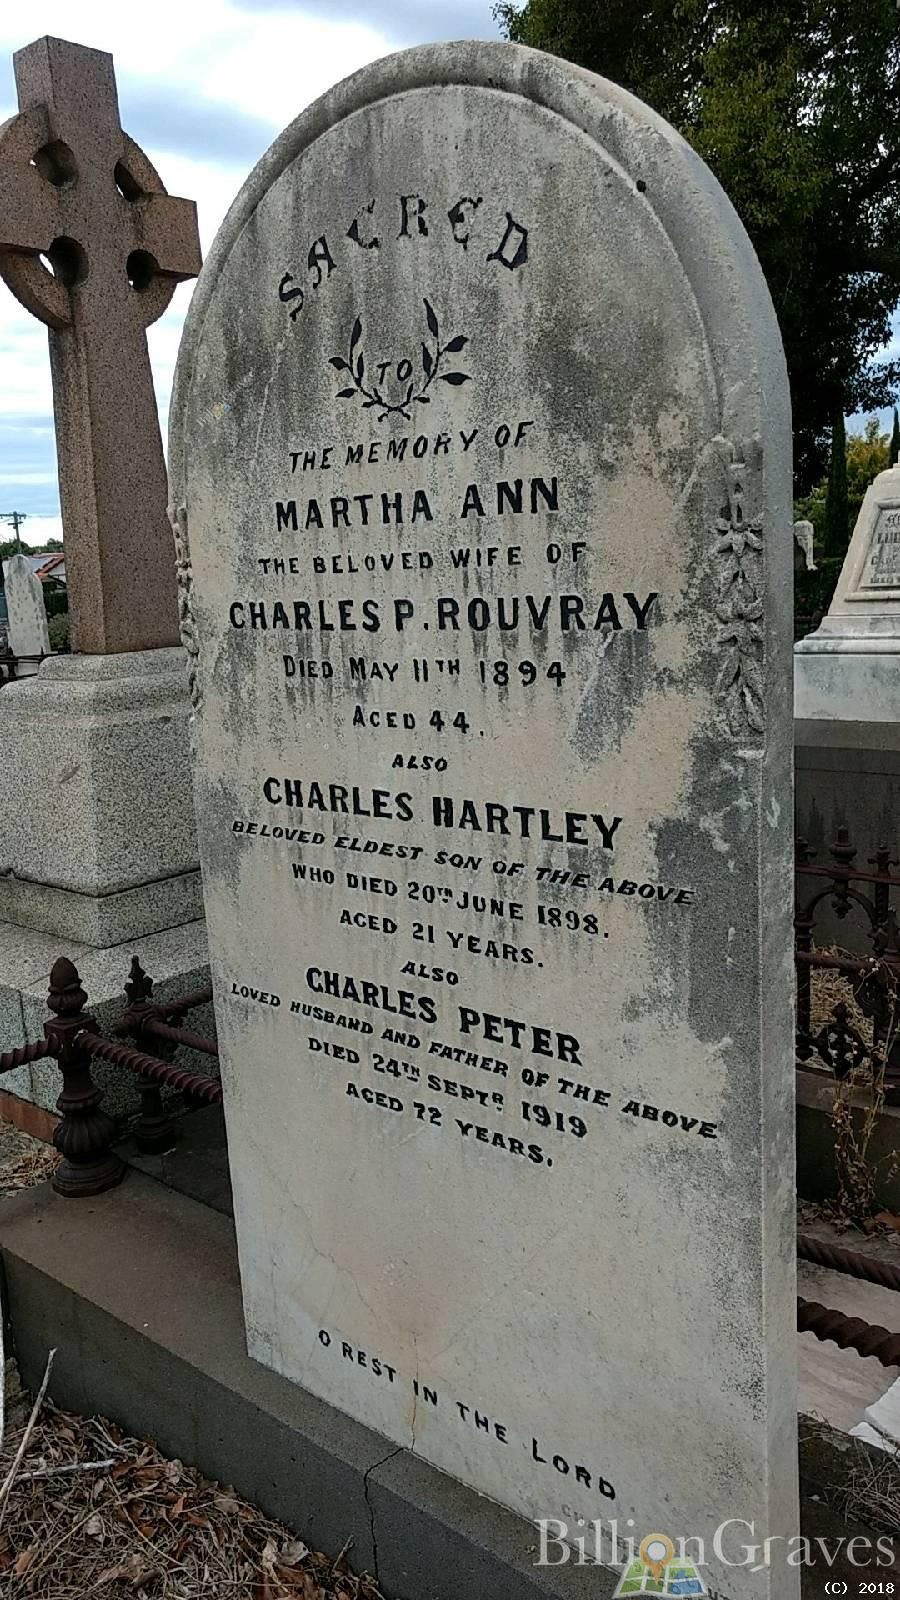 SACRED
TO
THE MEMORY OF
MARTHA ANN
THE BELOVED WIFE OF
CHARLES P. ROUVRAY
DIED MAY 11TH 1894
AGED 44.
ALSO
CHARLES HARTLEY
BELOVED ELDEST SON OF THE ABOVE
WHO DIED 20TH JUNE 1898.
AGED 21 YEARS.
ALSO
CHARLES PETER
LOVED HUSBAND AND FATHER OF THE ABOVE
DIED 24TH SEPTR. 1919
AGED 72 YEARS.
O REST IN THE LORD
BillionGraves
(C) 2018